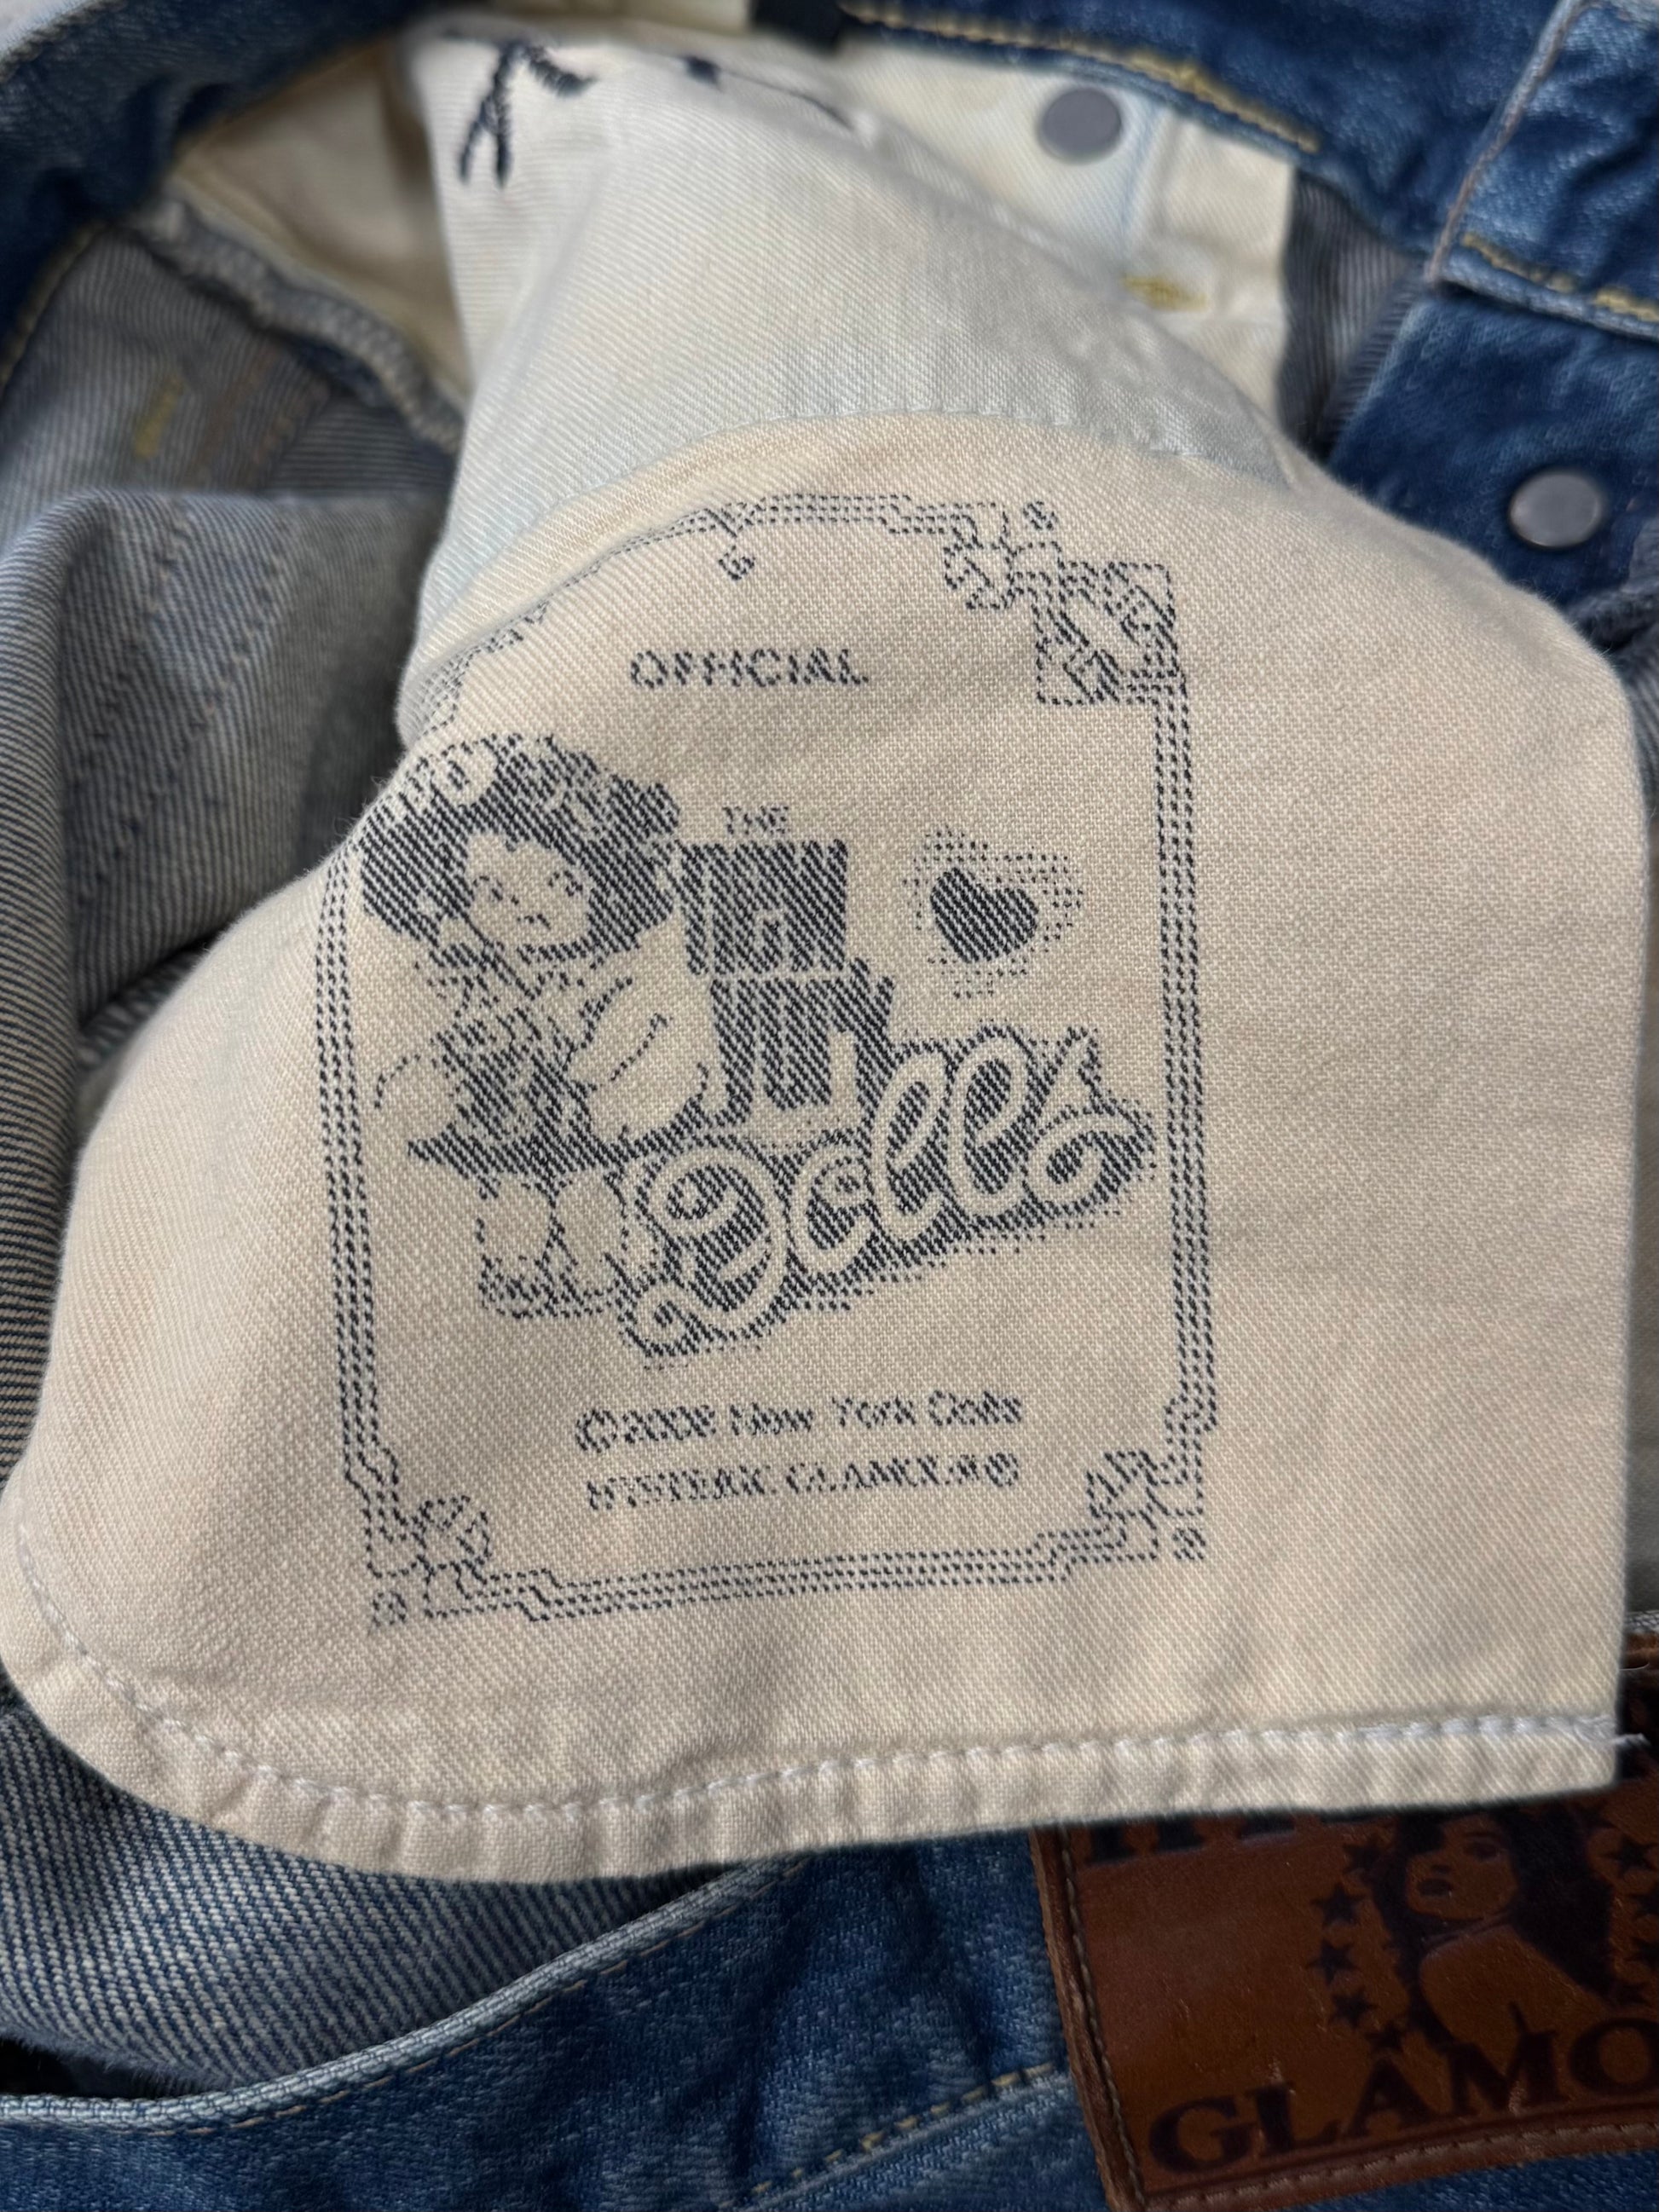 OFFICIAL
THE
Dolls
©2008 New York Dolls
HYSTERIC GLAMOUR®
GLAMO